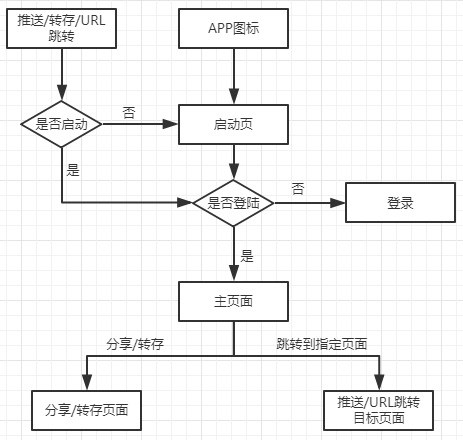 推送/转存/URL
跳转
APP图标
是否启动
否
启动页
是
是否登陆
否
登录
是
主页面
分享/转存
跳转到指定页面
分享/转存页面
推送/URL跳转
目标页面